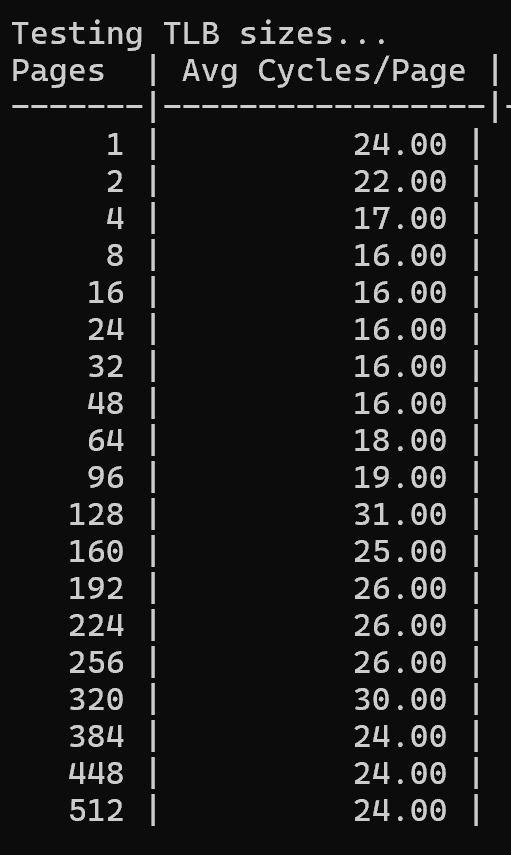 Testing TLB sizes...
Pages  | Avg Cycles/Page |
-------|-----------------|-
     1 |           24.00 |
     2 |           22.00 |
     4 |           17.00 |
     8 |           16.00 |
    16 |           16.00 |
    24 |           16.00 |
    32 |           16.00 |
    48 |           16.00 |
    64 |           18.00 |
    96 |           19.00 |
   128 |           31.00 |
   160 |           25.00 |
   192 |           26.00 |
   224 |           26.00 |
   256 |           26.00 |
   320 |           30.00 |
   384 |           24.00 |
   448 |           24.00 |
   512 |           24.00 |